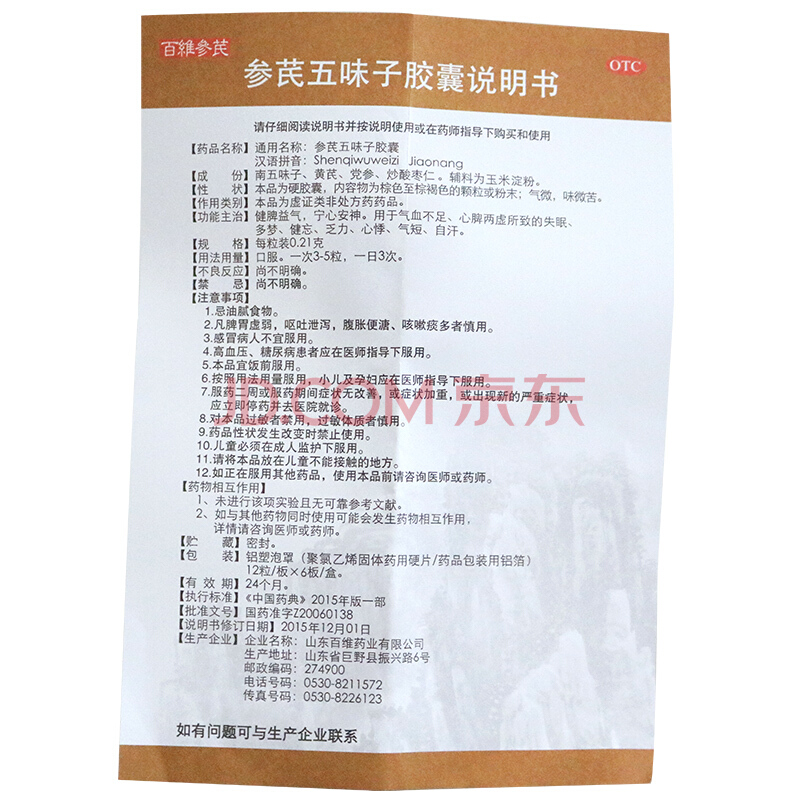 百維參芪
参芪五味子胶囊说明书
OTC
请仔细阅读说明书并按说明使用或在药师指导下购买和使用
【药品名称】通用名称：参芪五味子胶囊
汉语拼音：Shenqiwuweizi Jiaonang
【成　份】南五味子、黄芪、党参、炒酸枣仁。辅料为玉米淀粉。
【性　状】本品为硬胶囊，内容物为棕色至棕褐色的颗粒或粉末；气微，味微苦。
【作用类别】本品为虚证类非处方药药品。
【功能主治】健脾益气，宁心安神。用于气血不足、心脾两虚所致的失眠、
多梦、健忘、乏力、心悸、气短、自汗。
【规　格】每粒装0.21克
【用法用量】口服。一次3-5粒，一日3次。
【不良反应】尚不明确。
【禁　忌】尚不明确。
【注意事项】
1.忌油腻食物。
2.凡脾胃虚弱，呕吐泄泻，腹胀便溏、咳嗽痰多者慎用。
3.感冒病人不宜服用。
4.高血压、糖尿病患者应在医师指导下服用。
5.本品宜饭前服用。
6.按照用法用量服用，小儿及孕妇应在医师指导下服用。
7.服药二周或服药期间症状无改善，或症状加重，或出现新的严重症状，
应立即停药并去医院就诊。
JD.COM 京东
8.对本品过敏者禁用，过敏体质者慎用。
9.药品性状发生改变时禁止使用。
10.儿童必须在成人监护下服用。
11.请将本品放在儿童不能接触的地方。
12.如正在服用其他药品，使用本品前请咨询医师或药师。
【药物相互作用】
1、未进行该项实验且无可靠参考文献。
2、如与其他药物同时使用可能会发生药物相互作用，
详情请咨询医师或药师。
【贮　藏】密封。
【包　装】铝塑泡罩（聚氯乙烯固体药用硬片/药品包装用铝箔）
12粒/板×6板/盒。
【有 效 期】24个月。
【执行标准】《中国药典》2015年版一部
【批准文号】国药准字Z20060138
【说明书修订日期】2015年12月01日
【生产企业】企业名称：山东百维药业有限公司
生产地址：山东省巨野县振兴路6号
邮政编码：274900
电话号码：0530-8211572
传真号码：0530-8226123
如有问题可与生产企业联系